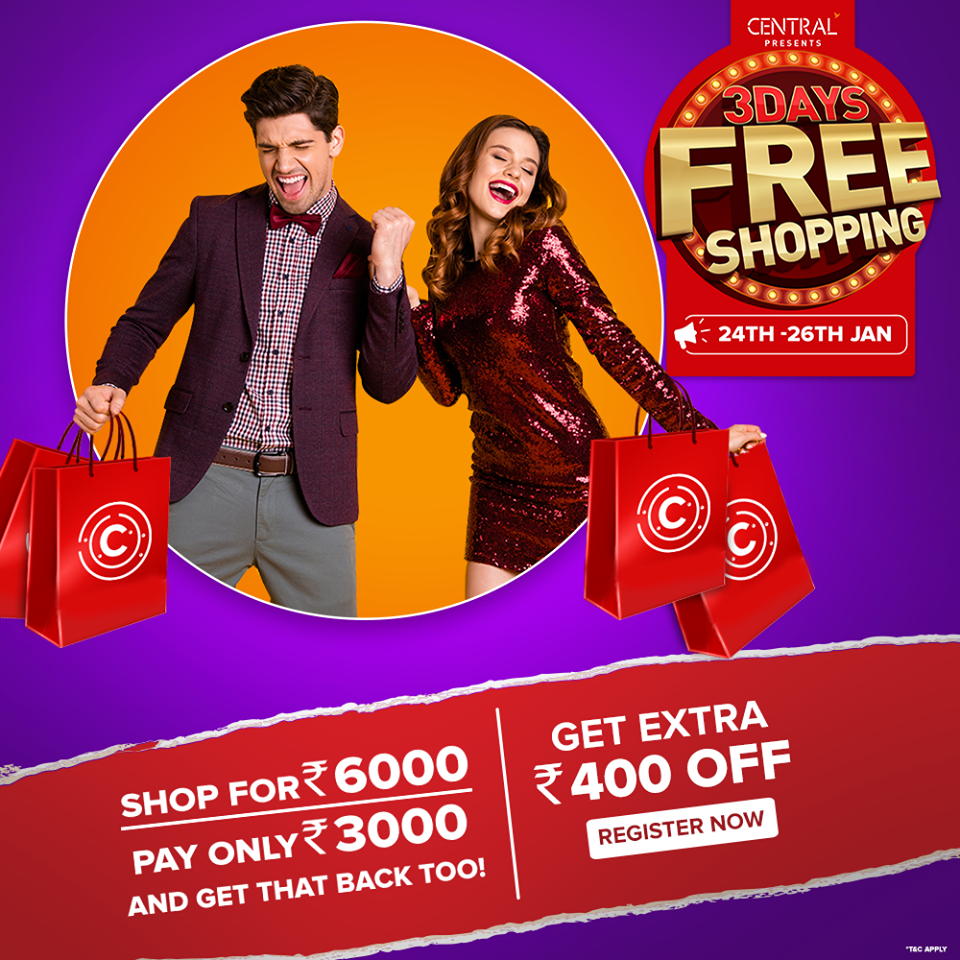 CENTRAL
PRESENTS
3DAYS
FREE
SHOPPING
24TH -26TH JAN
C
C
C
SHOP FOR ₹6000
PAY ONLY ₹3000
AND GET THAT BACK TOO!
GET EXTRA
₹400 OFF
REGISTER NOW
*T&C APPLY